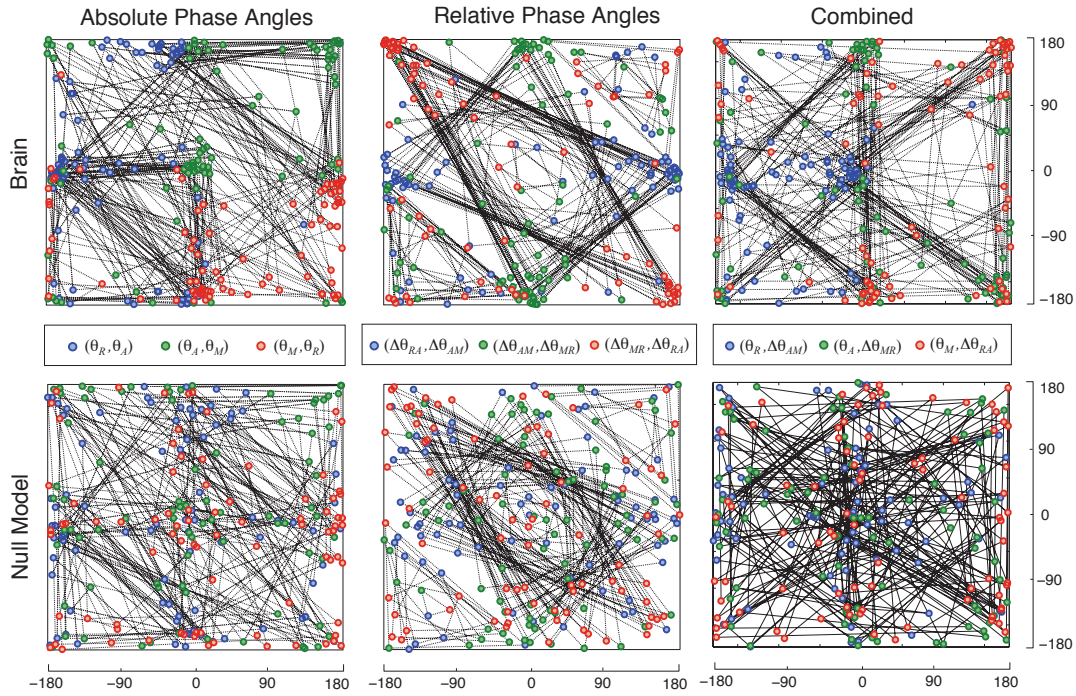 Absolute Phase Angles
Relative Phase Angles
Combined
Brain
180
90
0
−90
−180
(θR,θA) (θA,θM) (θM,θR)
(ΔθRA,ΔθAM) (ΔθAM,ΔθMR) (ΔθMR,ΔθRA)
(θR,ΔθAM) (θA,ΔθMR) (θM,ΔθRA)
Null Model
180
90
0
−90
−180
−180 −90 0 90 180
−180 −90 0 90 180
−180 −90 0 90 180